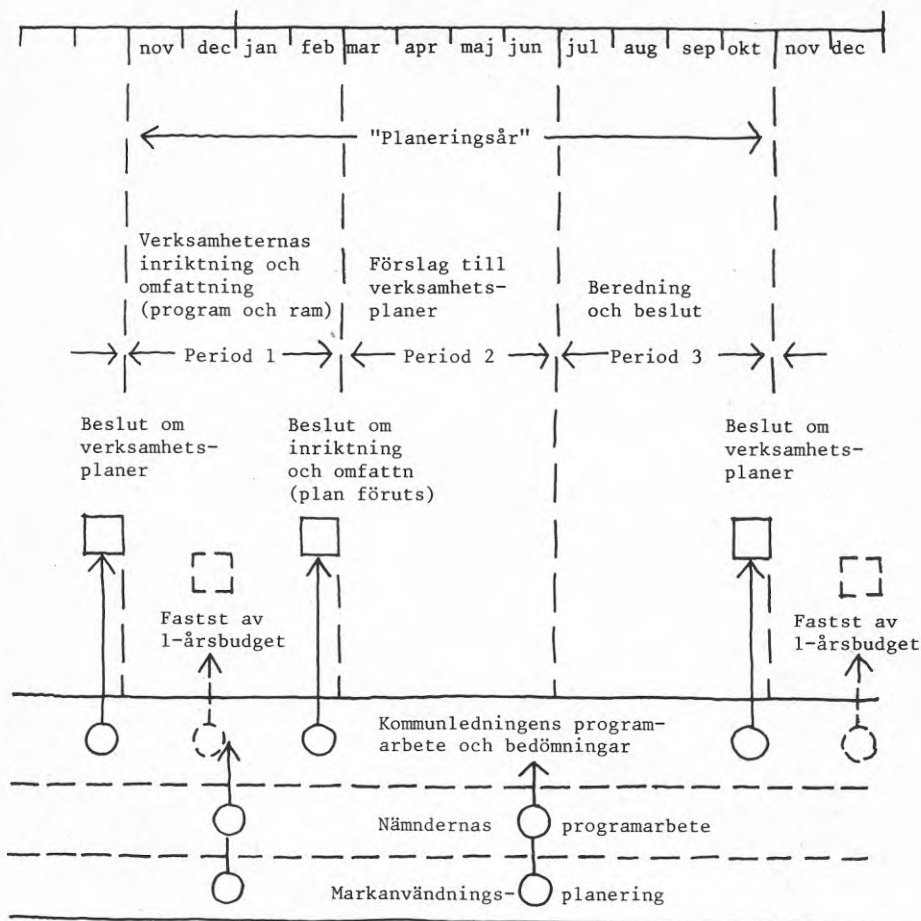 nov dec jan feb mar apr maj jun jul aug sep okt nov dec
"Planeringsår"
Verksamheternas
inriktning och
omfattning
(program och ram)
Förslag till
verksamhets-
planer
Beredning
och beslut
Period 1
Period 2
Period 3
Beslut om
verksamhets-
planer
Beslut om
inriktning
och omfattn
(plan föruts)
Beslut om
verksamhets-
planer
Fastst av
1-årsbudget
Fastst av
1-årsbudget
Kommunledningens program-
arbete och bedömningar
Nämndernas programarbete
Markanvändnings- planering